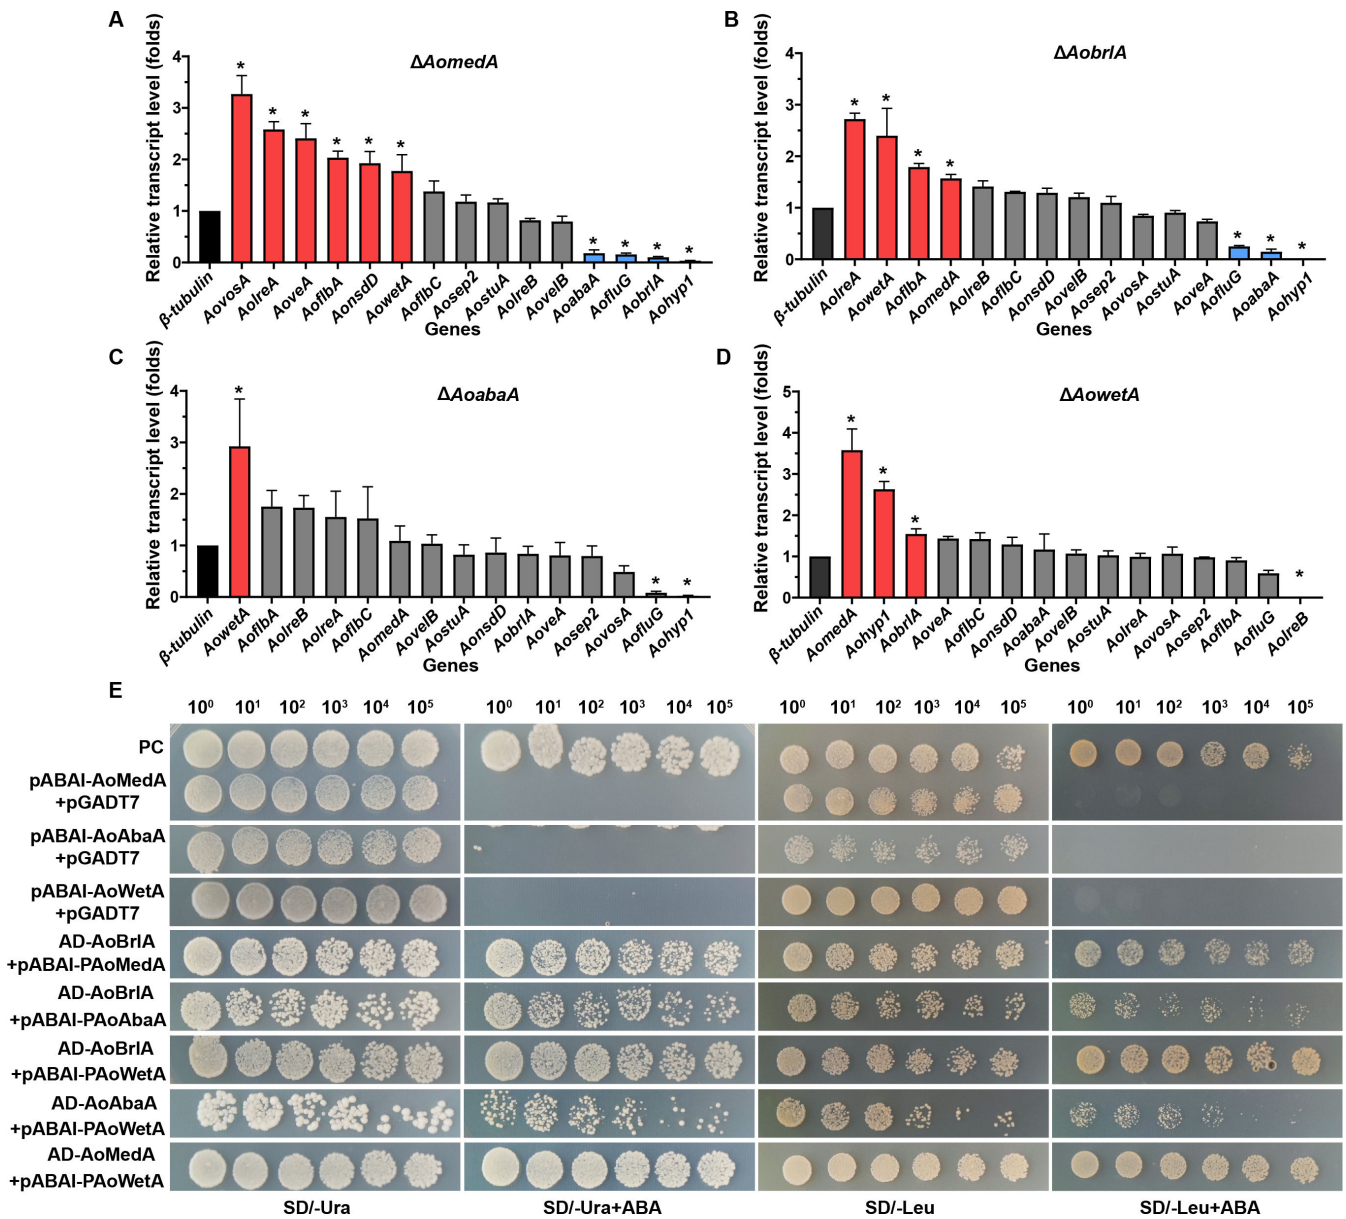 A
ΔAomedA
Relative transcript level (folds)
4
3
2
1
0
β-tubulin
AovosA
AolreA
AoveA
AoflbA
AonsdD
AowetA
AoflbC
Aosep2
AostuA
AolreB
AovelB
AoabaA
AofluG
AobrlA
Aohyp1
* * * * * * * * * *
Genes
B
ΔAobrlA
Relative transcript level (folds)
4
3
2
1
0
β-tubulin
AolreA
AowetA
AoflbA
AomedA
AolreB
AoflbC
AonsdD
AovelB
Aosep2
AovosA
AostuA
AoveA
AofluG
AoabaA
Aohyp1
* * * * * * *
Genes
C
ΔAoabaA
Relative transcript level (folds)
4
3
2
1
0
β-tubulin
AowetA
AoflbA
AolreB
AolreA
AoflbC
AomedA
AovelB
AostuA
AonsdD
AobrlA
AoveA
Aosep2
AovosA
AofluG
Aohyp1
* * *
Genes
D
ΔAowetA
Relative transcript level (folds)
5
4
3
2
1
0
β-tubulin
AomedA
Aohyp1
AobrlA
AoveA
AoflbC
AonsdD
AoabaA
AovelB
AostuA
AolreA
AovosA
Aosep2
AoflbA
AofluG
AolreB
* * * *
Genes
E
10⁰ 10¹ 10² 10³ 10⁴ 10⁵ 10⁰ 10¹ 10² 10³ 10⁴ 10⁵ 10⁰ 10¹ 10² 10³ 10⁴ 10⁵ 10⁰ 10¹ 10² 10³ 10⁴ 10⁵
PC
pABAI-AoMedA
+pGADT7
pABAI-AoAbaA
+pGADT7
pABAI-AoWetA
+pGADT7
AD-AoBrlA
+pABAI-PAoMedA
AD-AoBrlA
+pABAI-PAoAbaA
AD-AoBrlA
+pABAI-PAoWetA
AD-AoAbaA
+pABAI-PAoWetA
AD-AoMedA
+pABAI-PAoWetA
SD/-Ura SD/-Ura+ABA SD/-Leu SD/-Leu+ABA